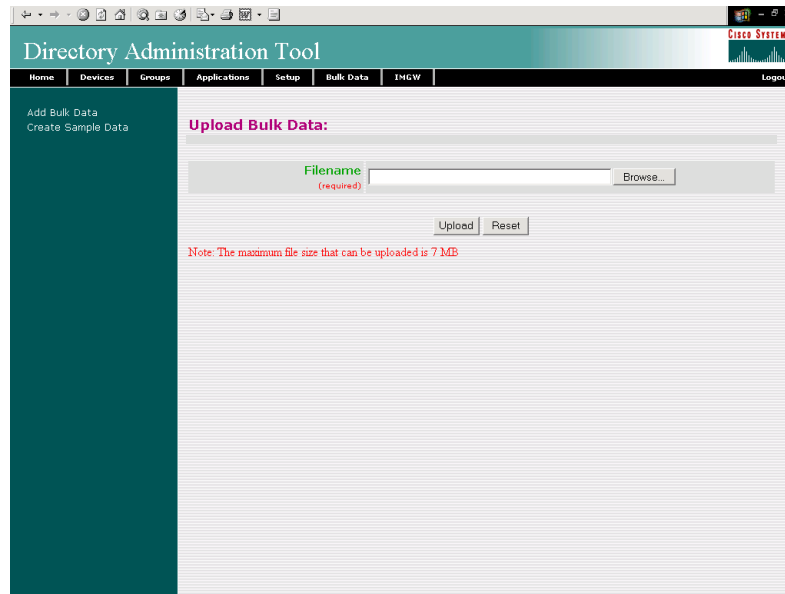 CISCO SYSTEM
Directory Administration Tool
Home Devices Groups Applications Setup Bulk Data IMGW Logou
Add Bulk Data
Create Sample Data
Upload Bulk Data:
Filename
(required)
Browse...
Upload Reset
Note: The maximum file size that can be uploaded is 7 MB